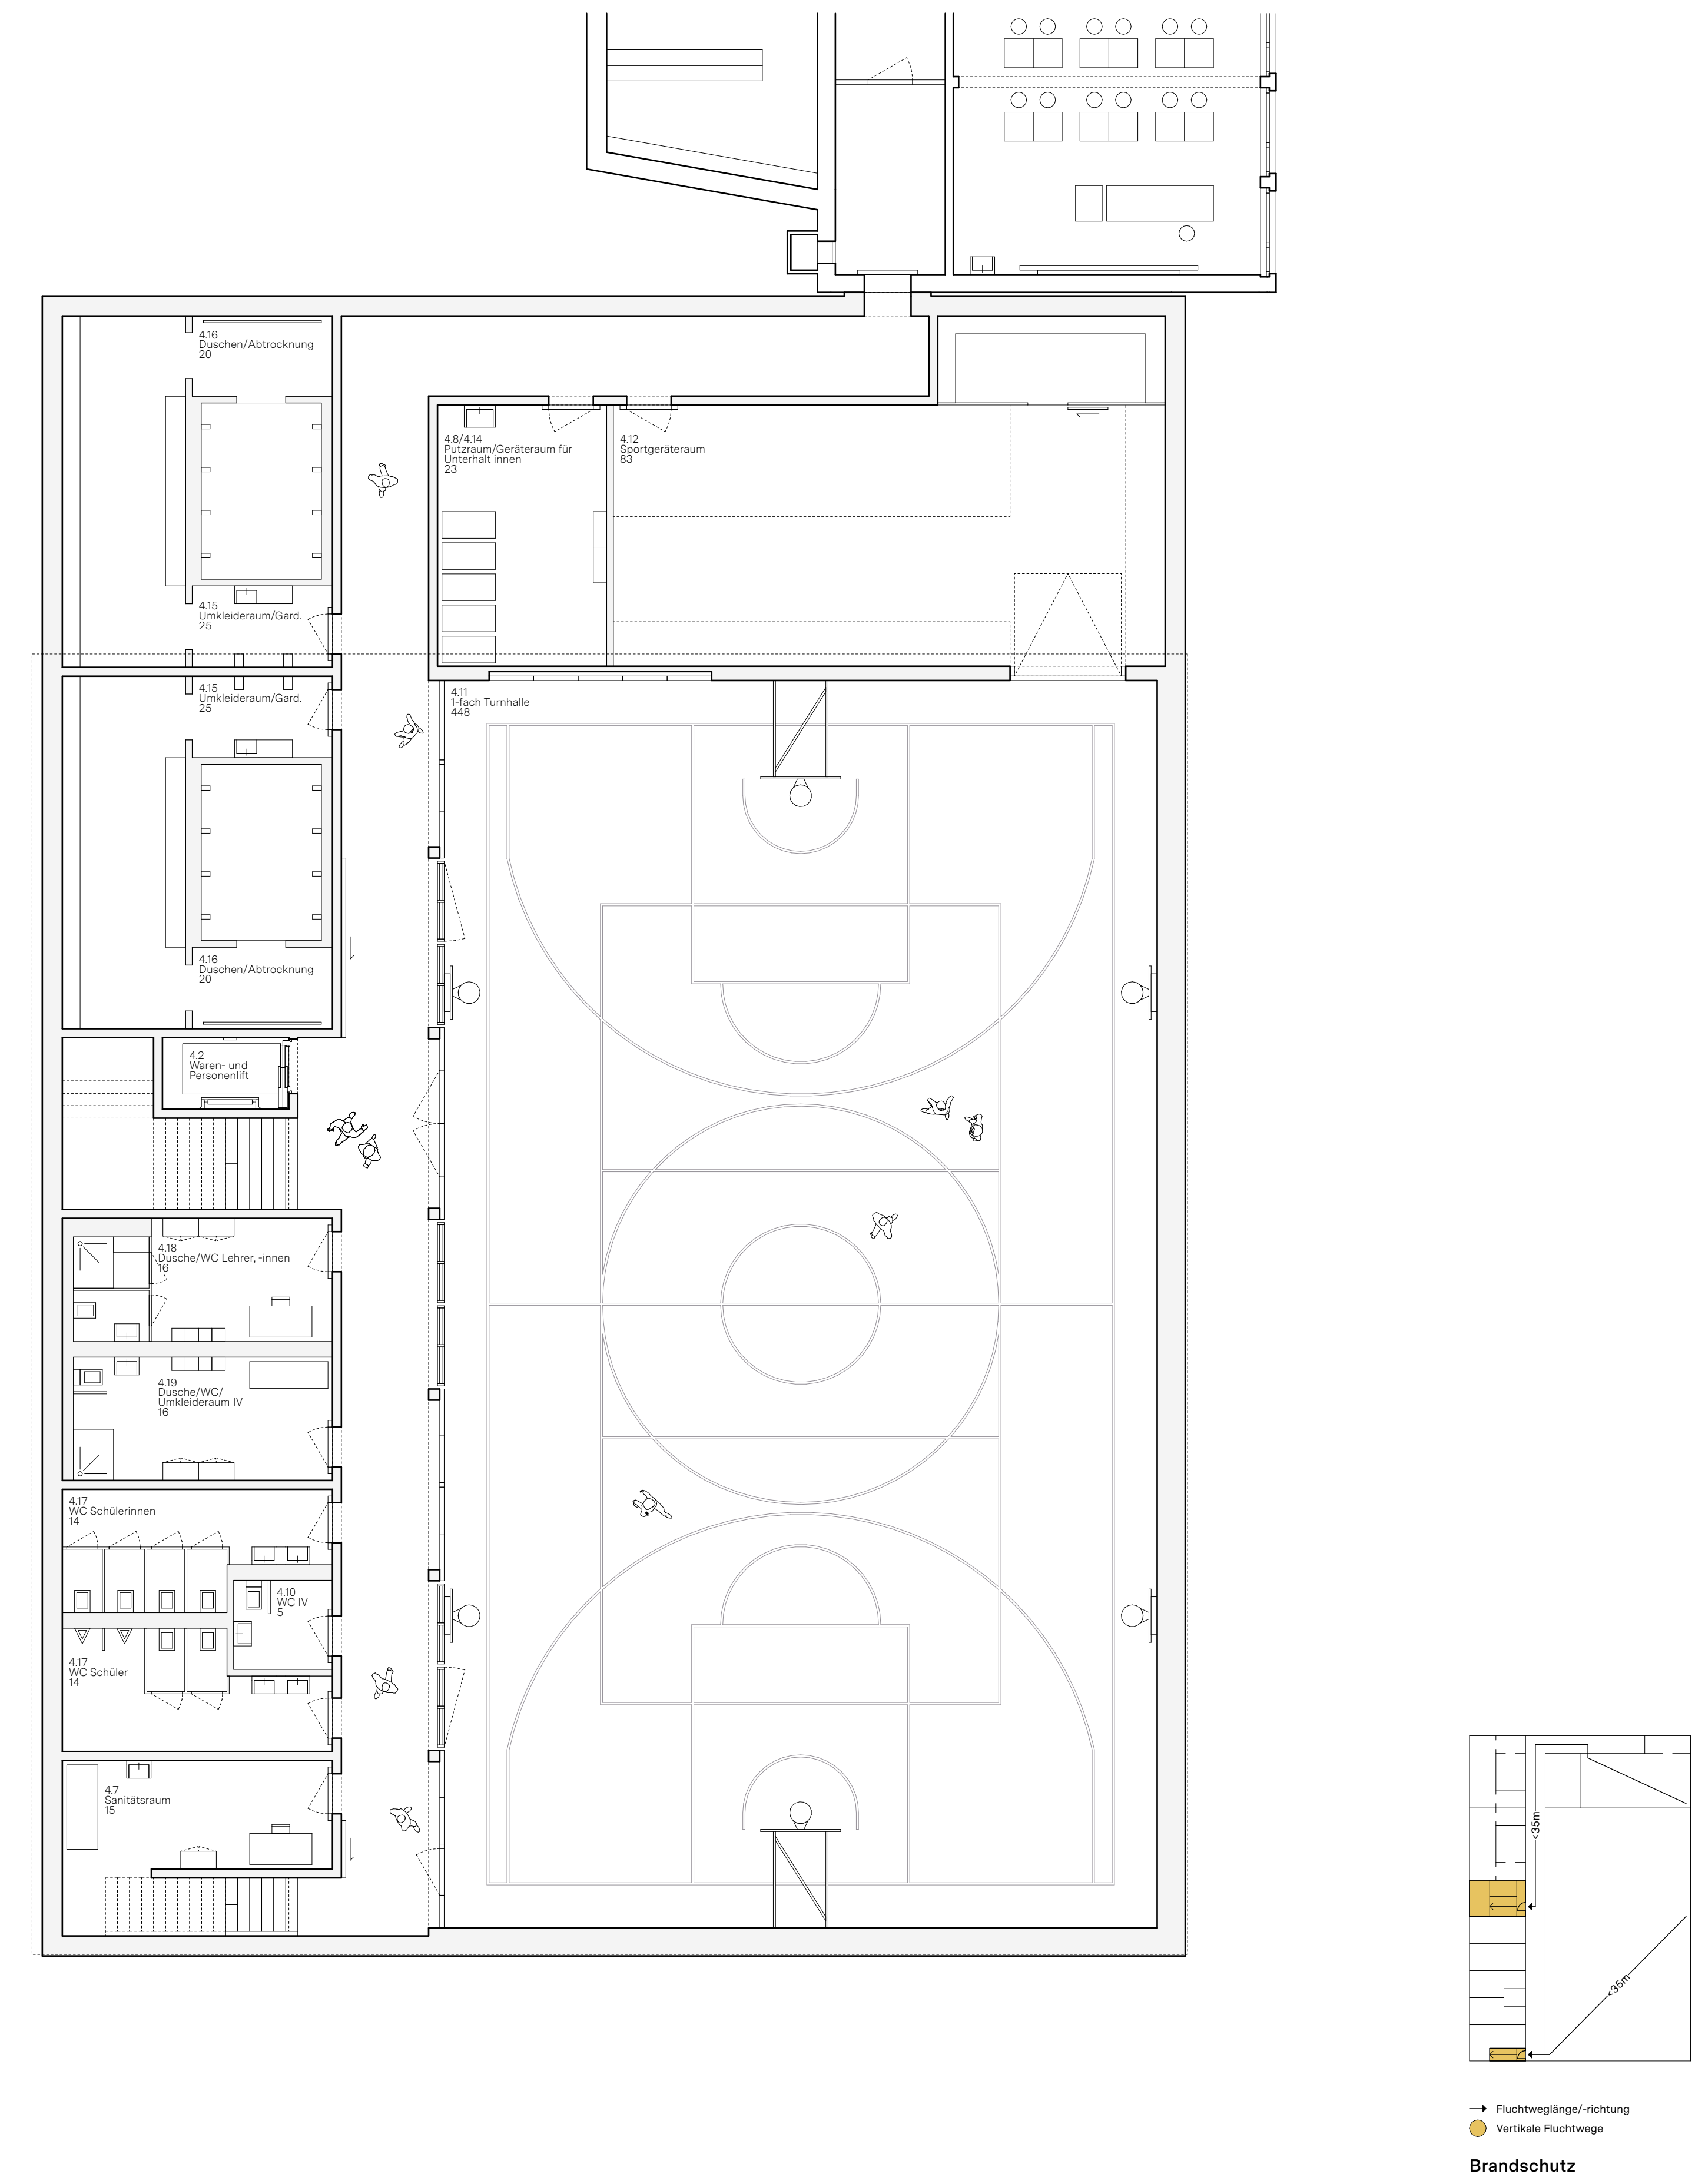 4.16
Duschen/Abtrocknung
20
4.8/4.14
Putzraum/Geräteraum für
Unterhalt innen
23
4.12
Sportgeräteraum
83
4.15
Umkleideraum/Gard.
25
4.15
Umkleideraum/Gard.
25
4.11
1-fach Turnhalle
448
4.16
Duschen/Abtrocknung
20
4.2
Waren- und
Personenlift
4.18
Dusche/WC Lehrer, -innen
16
4.19
Dusche/WC/
Umkleideraum IV
16
4.17
WC Schülerinnen
14
4.10
WC IV
5
4.17
WC Schüler
14
4.7
Sanitätsraum
15
<35m
<35m
Fluchtweglänge/-richtung
Vertikale Fluchtwege
Brandschutz